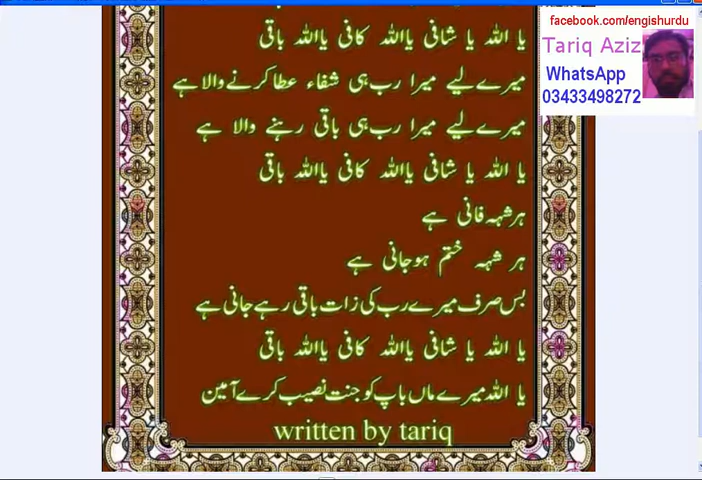 یا اللہ یا شافی یااللہ کافی یااللہ باقی
میرے لیے میرا رب ہی شفاء عطا کرنے والا ہے
میرے لیے میرا رب ہی باقی رہنے والا ہے
یا اللہ یا شافی یااللہ کافی یااللہ باقی
ہر شہہ فانی ہے
ہر شہہ ختم ہو جانی ہے
بس صرف میرے رب کی زات باقی رہے جانی ہے
یا اللہ یا شافی یااللہ کافی یااللہ باقی
یا اللہ میرے ماں باپ کو جنت نصیب کرے آمین
written by tariq
facebook.com/engishurdu
Tariq Aziz
WhatsApp
03433498272